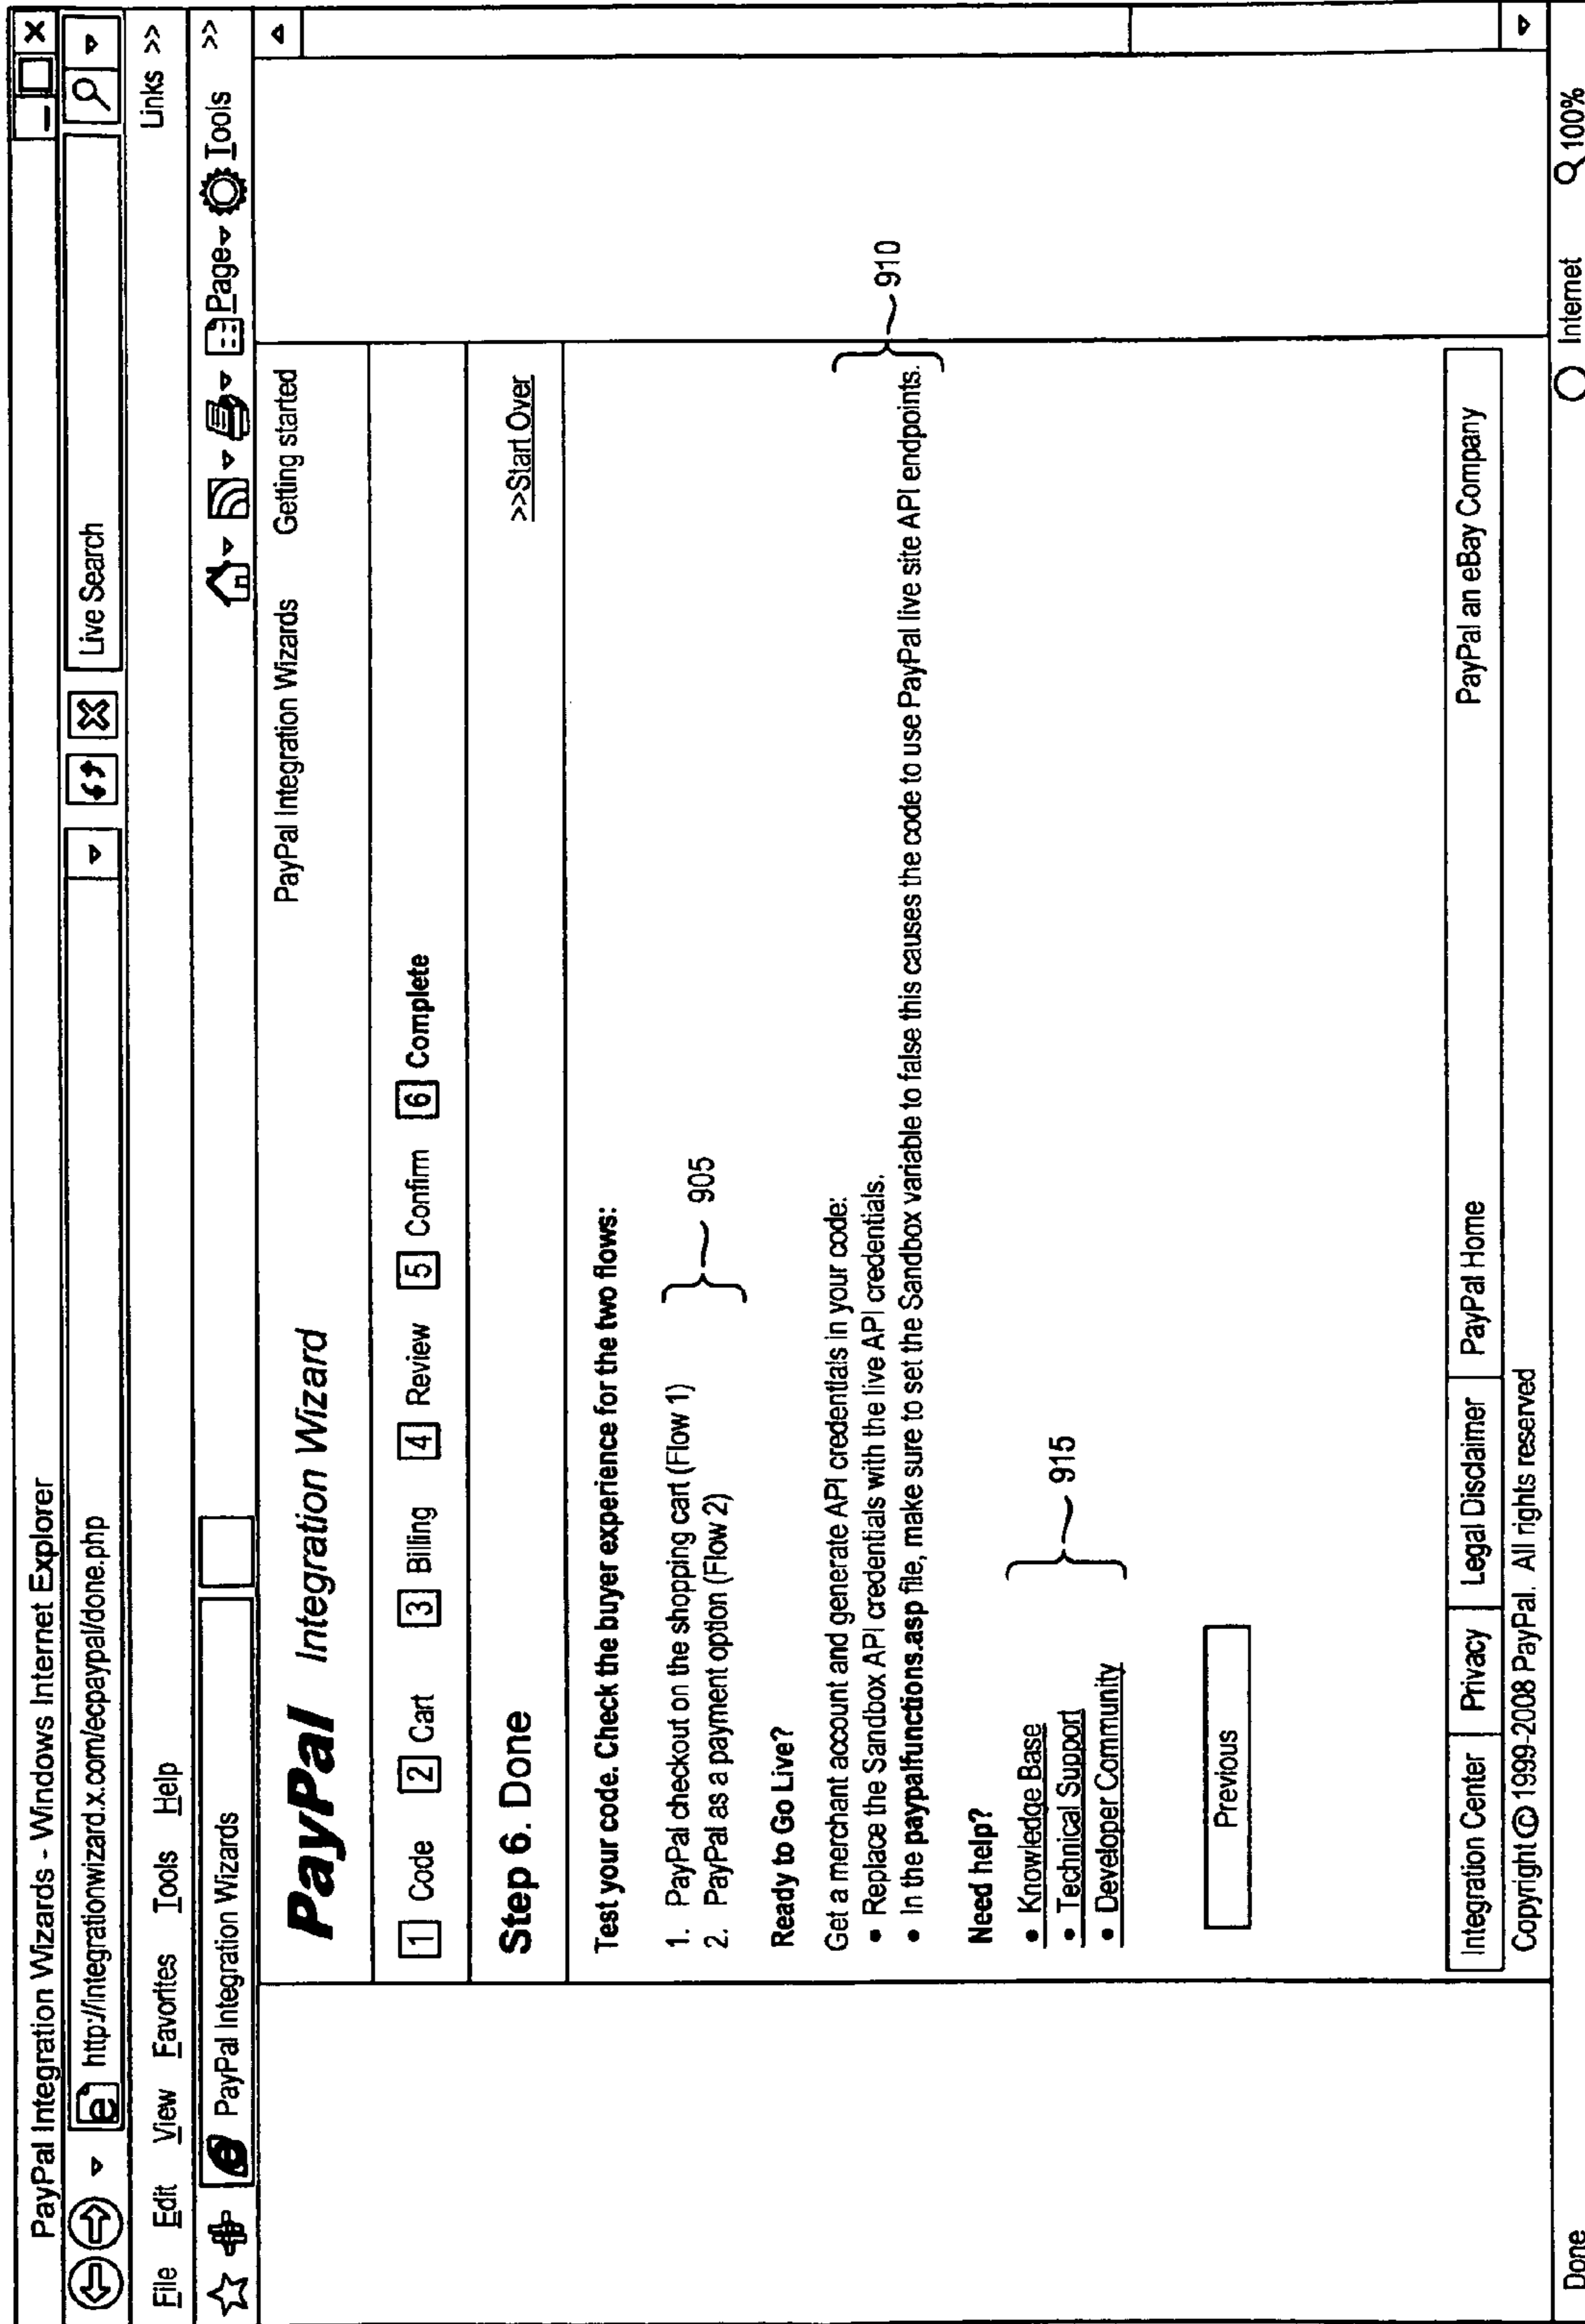 PayPal Integration Wizards - Windows Internet Explorer
http://integrationwizard.x.com/ecpaypal/done.php Live Search
File Edit View Favorites Tools Help Links >>
PayPal Integration Wizards Page Tools >>
PayPal Integration Wizard PayPal Integration Wizards Getting started
1 Code 2 Cart 3 Billing 4 Review 5 Confirm 6 Complete
Step 6. Done >>Start Over
Test your code. Check the buyer experience for the two flows:
1. PayPal checkout on the shopping cart (Flow 1)
2. PayPal as a payment option (Flow 2)
905
Ready to Go Live?
Get a merchant account and generate API credentials in your code:
• Replace the Sandbox API credentials with the live API credentials.
• In the paypalfunctions.asp file, make sure to set the Sandbox variable to false this causes the code to use PayPal live site API endpoints.
910
Need help?
• Knowledge Base
• Technical Support
• Developer Community
915
Previous
Integration Center Privacy Legal Disclaimer PayPal Home PayPal an eBay Company
Copyright © 1999-2008 PayPal. All rights reserved
Done Internet 100%